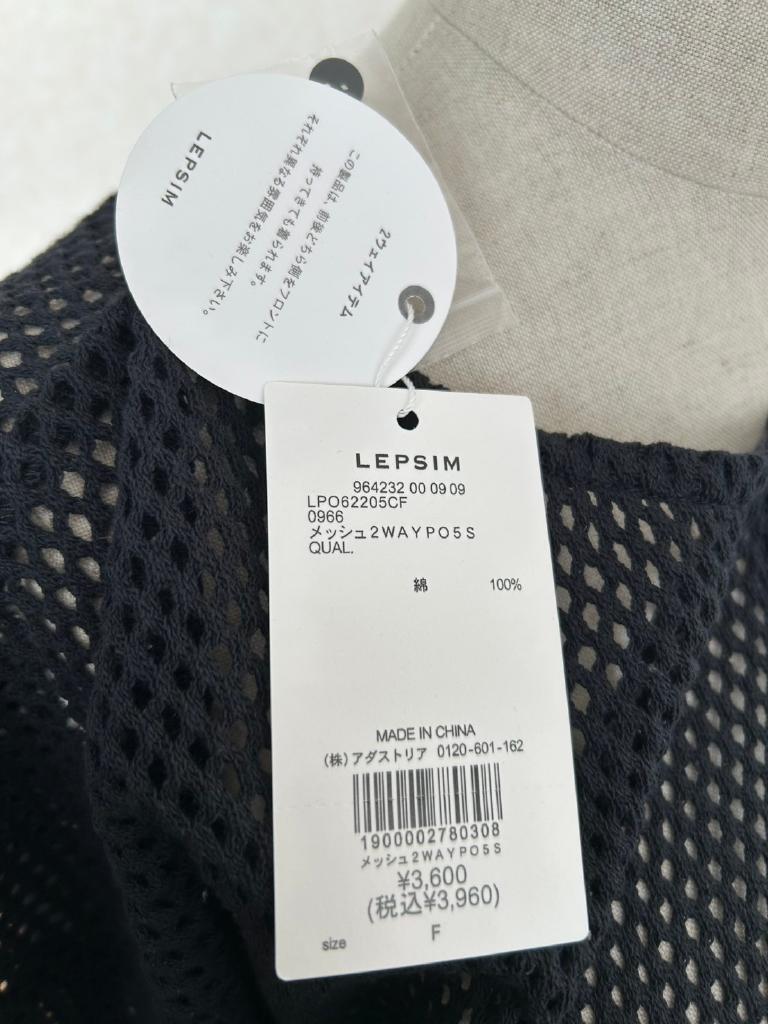 LEPSIM
2ウェイアイテム
この製品は、前後どちら側をフロントに
持ってきても着られます。
それぞれ異なる雰囲気をお楽しみ下さい。
LEPSIM
964232 00 09 09
LPO62205CF
0966
メッシュ2WAYPO5S
QUAL.
綿 100%
MADE IN CHINA
(株)アダストリア 0120-601-162
1900002780308
メッシュ2WAYPO5S
¥3,600
(税込¥3,960)
size F